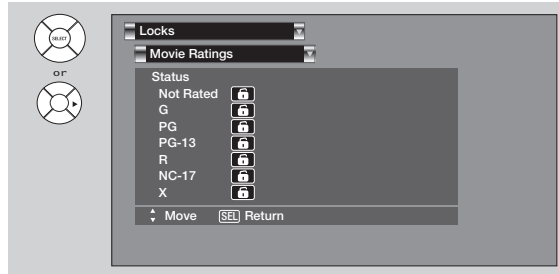 SELECT
or
Locks
Movie Ratings
Status
Not Rated
G
PG
PG-13
R
NC-17
X
Move SEL Return